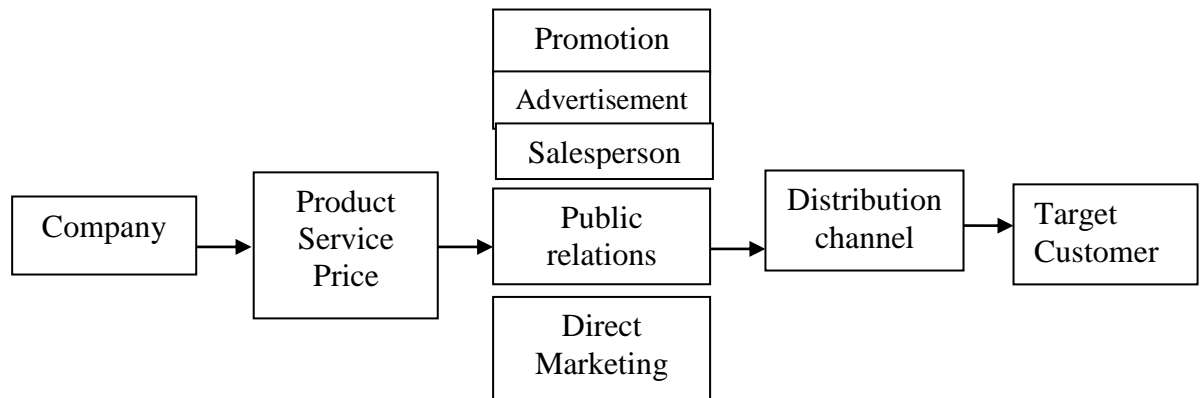 Company
Product
Service
Price
Promotion
Advertisement
Salesperson
Public
relations
Direct
Marketing
Distribution
channel
Target
Customer